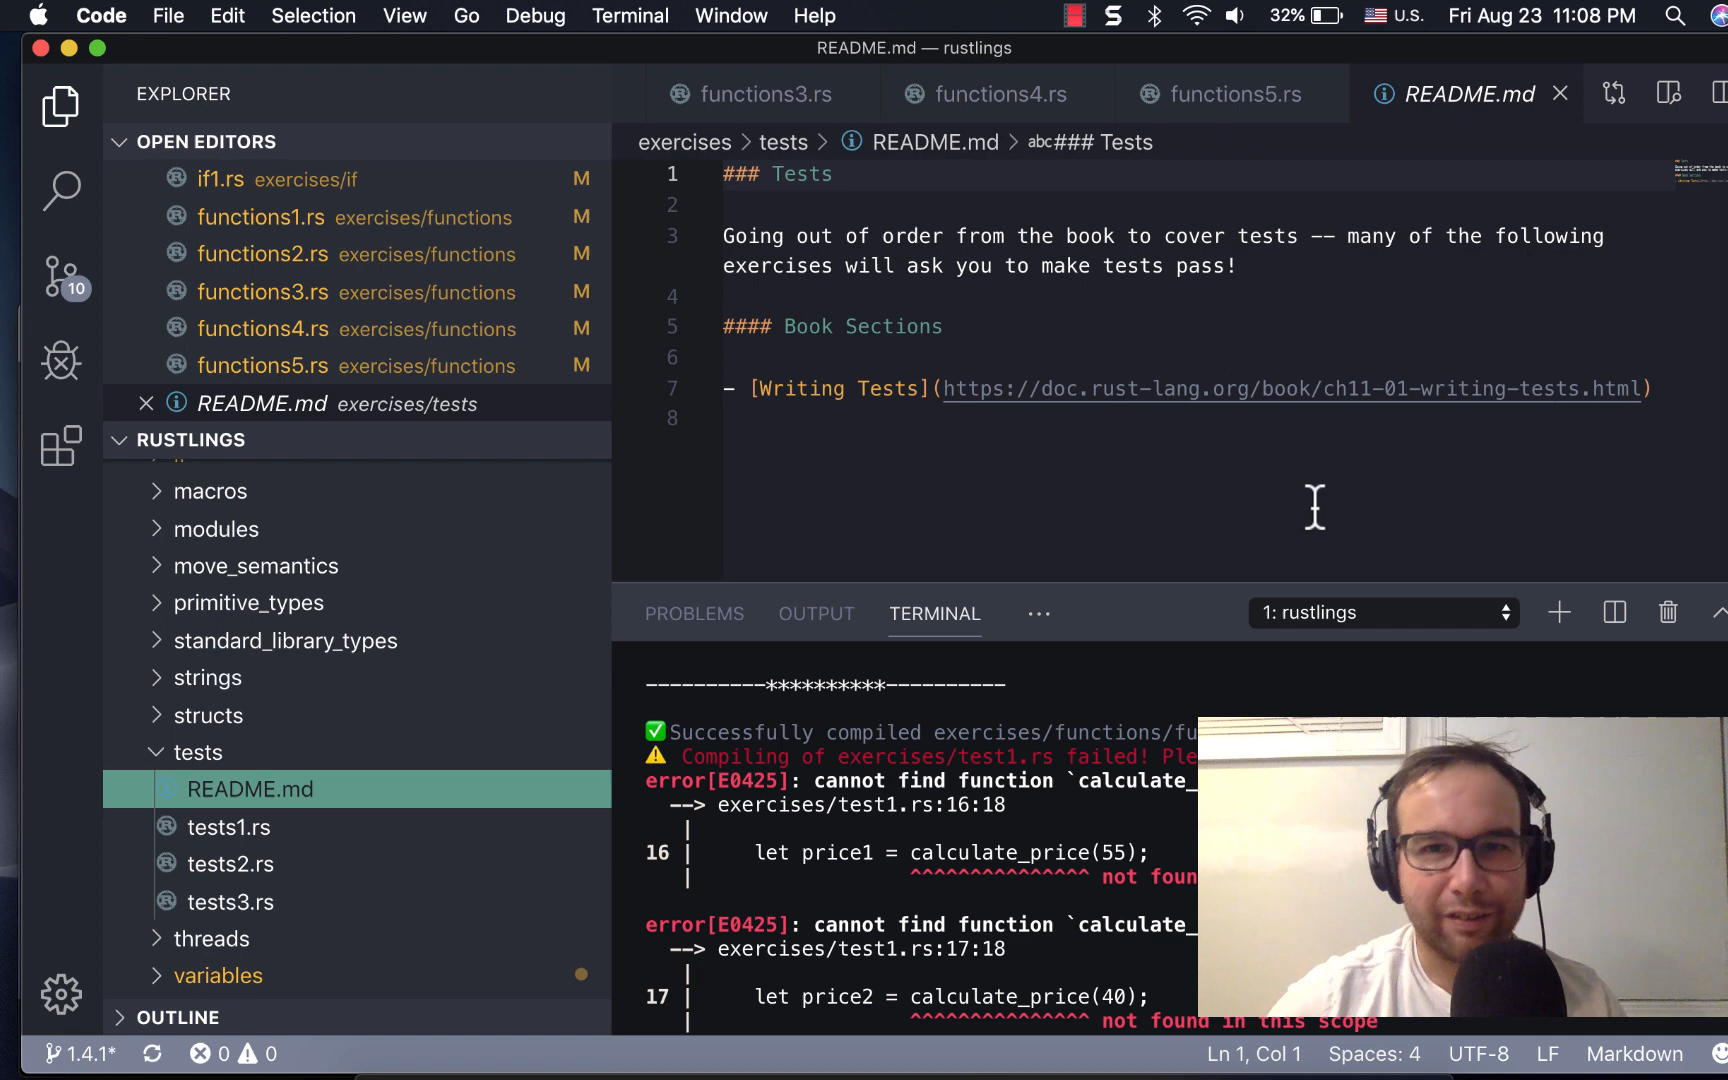 Code File Edit Selection View Go Debug Terminal Window Help 32% U.S. Fri Aug 23 11:08 PM
README.md — rustlings
EXPLORER
functions3.rs functions4.rs functions5.rs README.md
OPEN EDITORS
exercises > tests > README.md > abc### Tests
if1.rs exercises/if M
functions1.rs exercises/functions M
functions2.rs exercises/functions M
functions3.rs exercises/functions M
functions4.rs exercises/functions M
functions5.rs exercises/functions M
README.md exercises/tests
10
1 ### Tests
2
3 Going out of order from the book to cover tests -- many of the following
exercises will ask you to make tests pass!
4
5 #### Book Sections
6
7 - [Writing Tests](https://doc.rust-lang.org/book/ch11-01-writing-tests.html)
8
RUSTLINGS
macros
modules
move_semantics
primitive_types
standard_library_types
strings
structs
tests
README.md
tests1.rs
tests2.rs
tests3.rs
threads
variables
OUTLINE
PROBLEMS OUTPUT TERMINAL ··· 1: rustlings
----------**********----------
✅Successfully compiled exercises/functions/fu
⚠️ Compiling of exercises/test1.rs failed! Ple
error[E0425]: cannot find function `calculate_
--> exercises/test1.rs:16:18
|
16 | let price1 = calculate_price(55);
| ^^^^^^^^^^^^^^^ not foun
error[E0425]: cannot find function `calculate_
--> exercises/test1.rs:17:18
|
17 | let price2 = calculate_price(40);
| ^^^^^^^^^^^^^^^ not found in this scope
1.4.1* 0 0 Ln 1, Col 1 Spaces: 4 UTF-8 LF Markdown